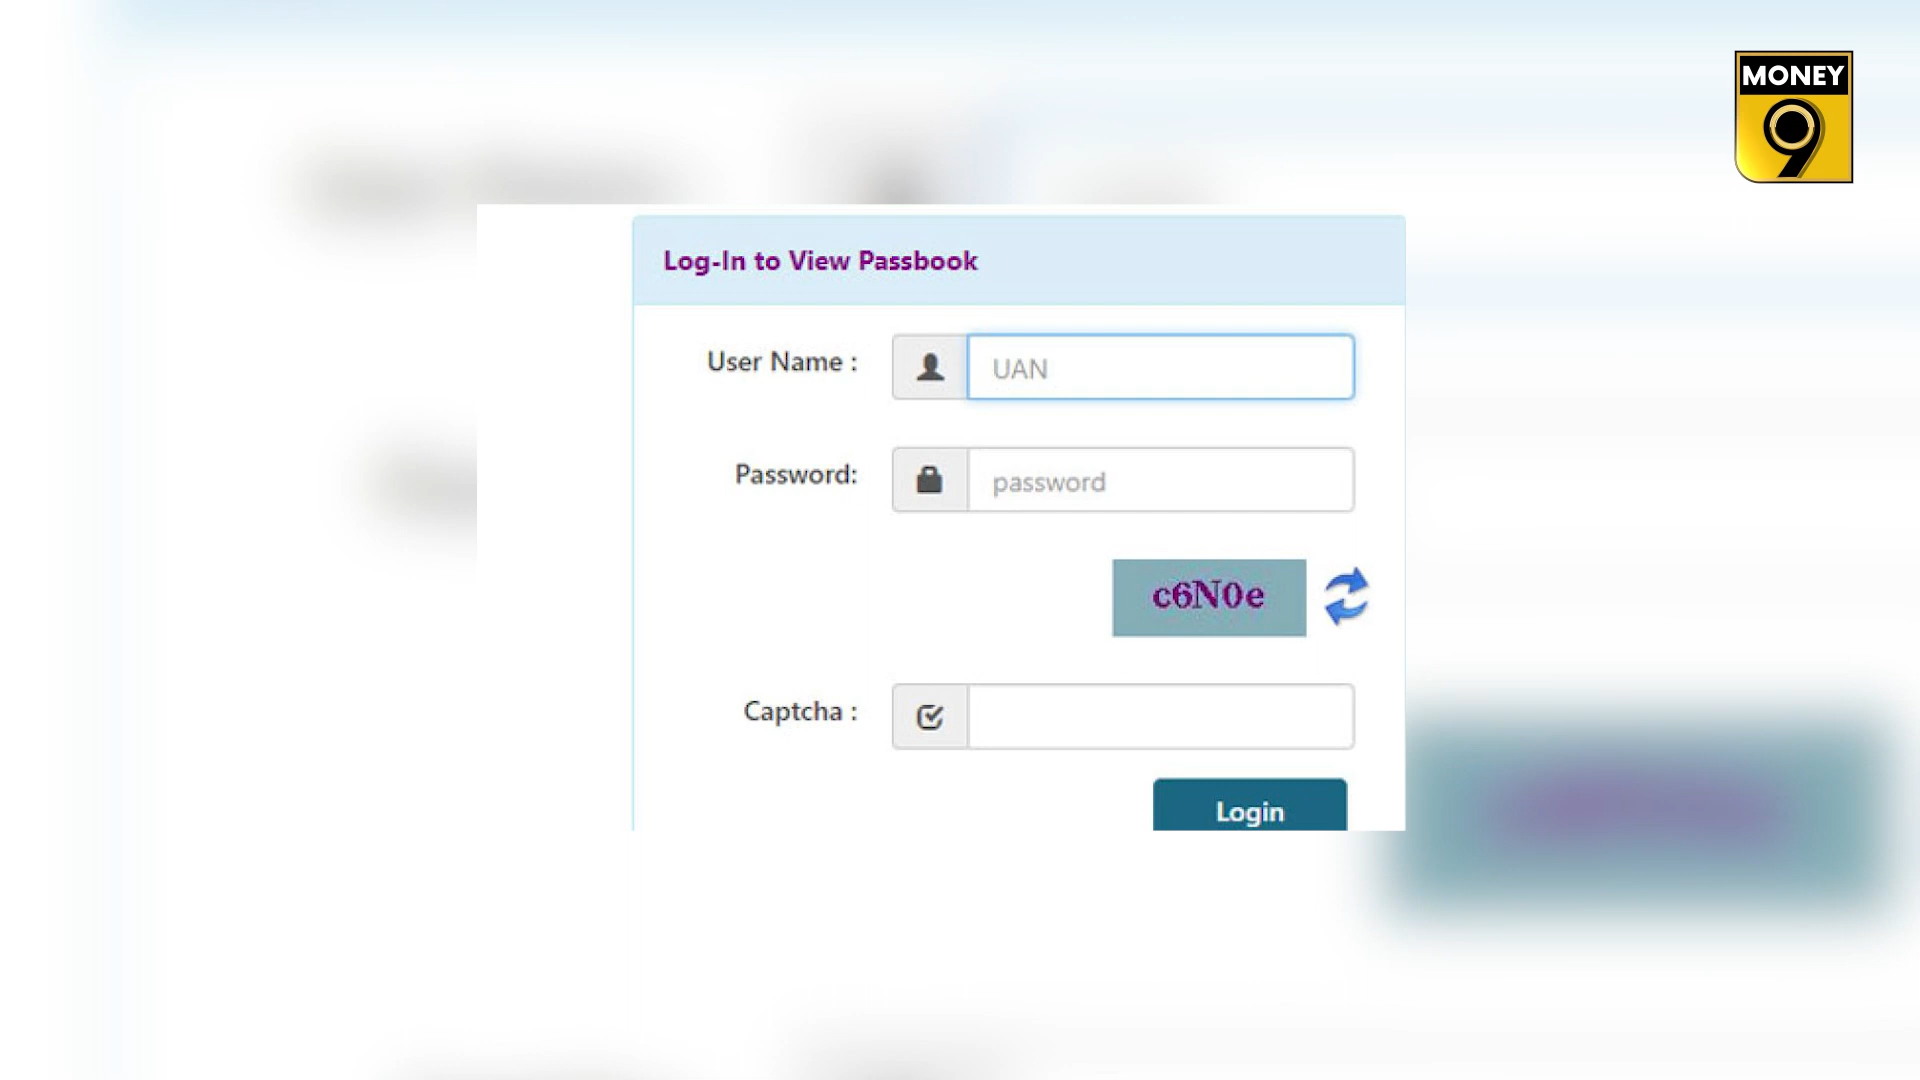 MONEY
9
Log-In to View Passbook
User Name : UAN
Password: password
c6N0e
Captcha :
Login